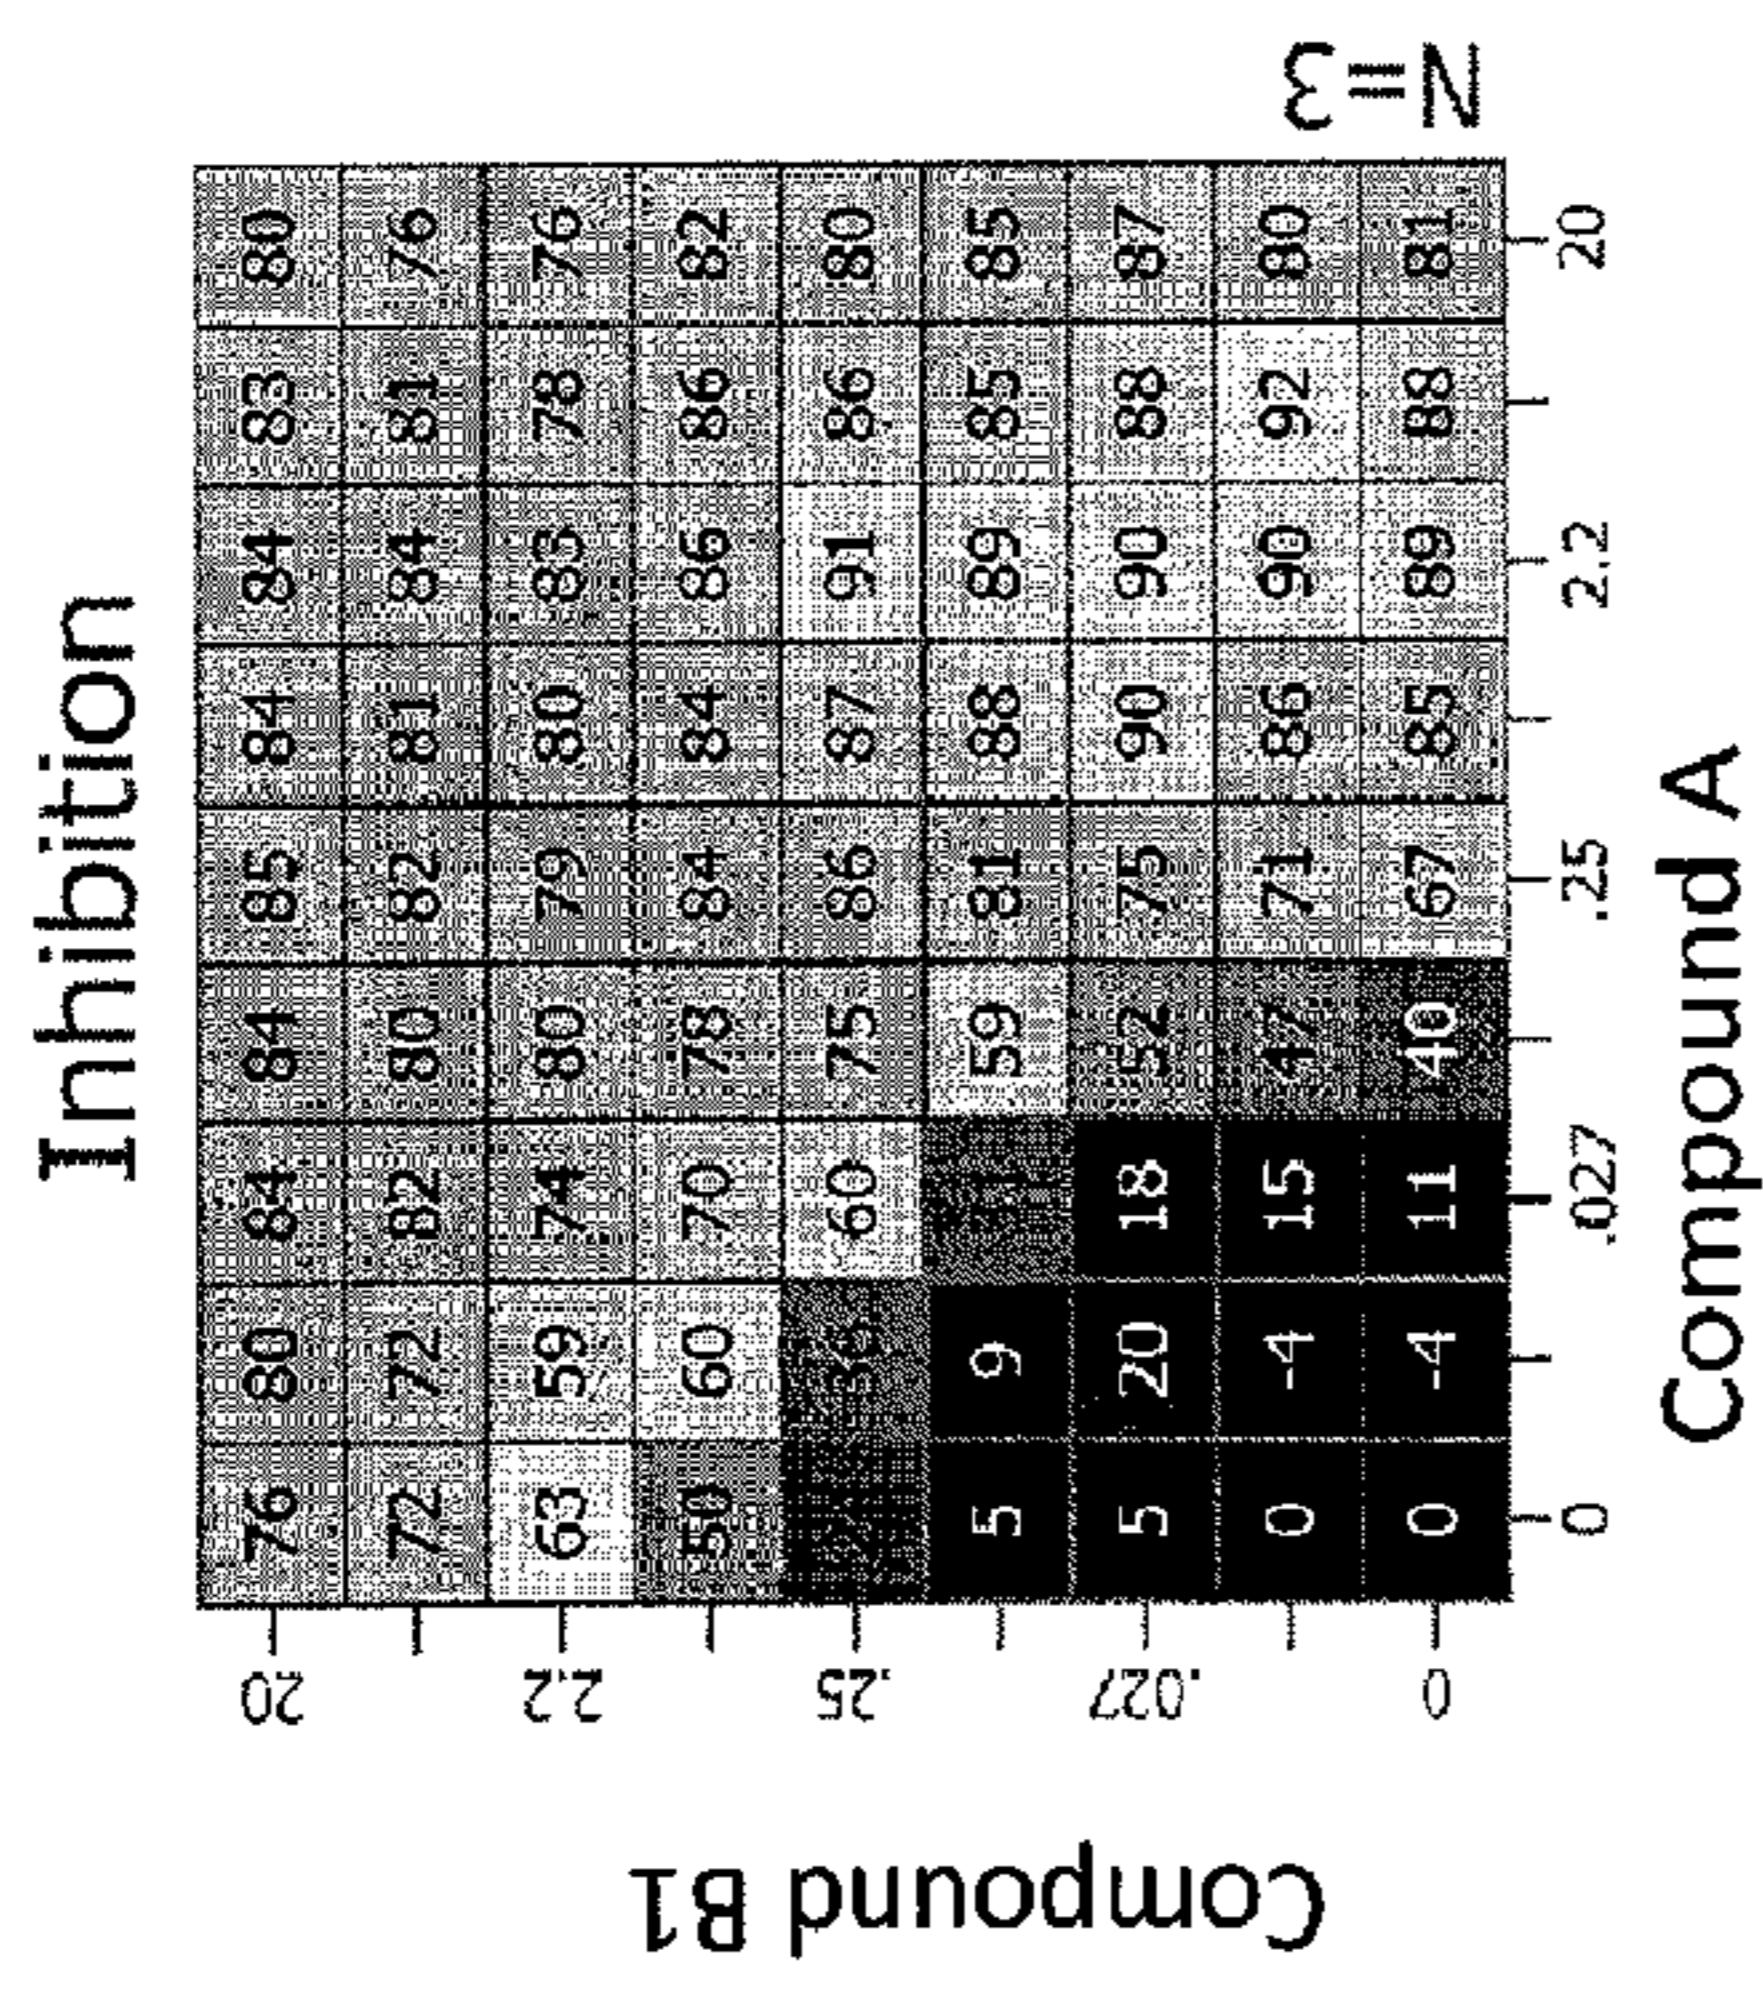 Inhibition
20 76 80 84 84 85 84 84 83 80
72 72 82 80 82 81 84 81 76
2.2 63 59 74 80 79 80 83 78 76
50 60 70 78 84 84 86 86 82
.25 60 75 86 87 91 86 80
5 9 59 81 88 89 85 85
.027 5 20 18 52 75 90 90 88 87
0 -4 15 47 71 86 90 92 80
0 0 -4 11 40 67 85 89 88 81
0 .027 .25 2.2 20
Compound B1
Compound A
N=3